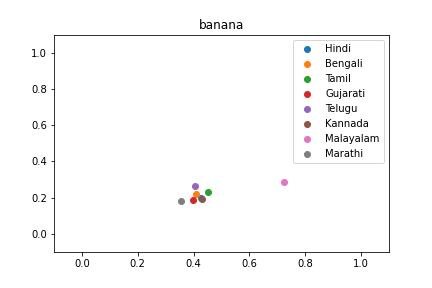 banana
1.0
0.8
0.6
0.4
0.2
0.0
0.0 0.2 0.4 0.6 0.8 1.0
Hindi
Bengali
Tamil
Gujarati
Telugu
Kannada
Malayalam
Marathi